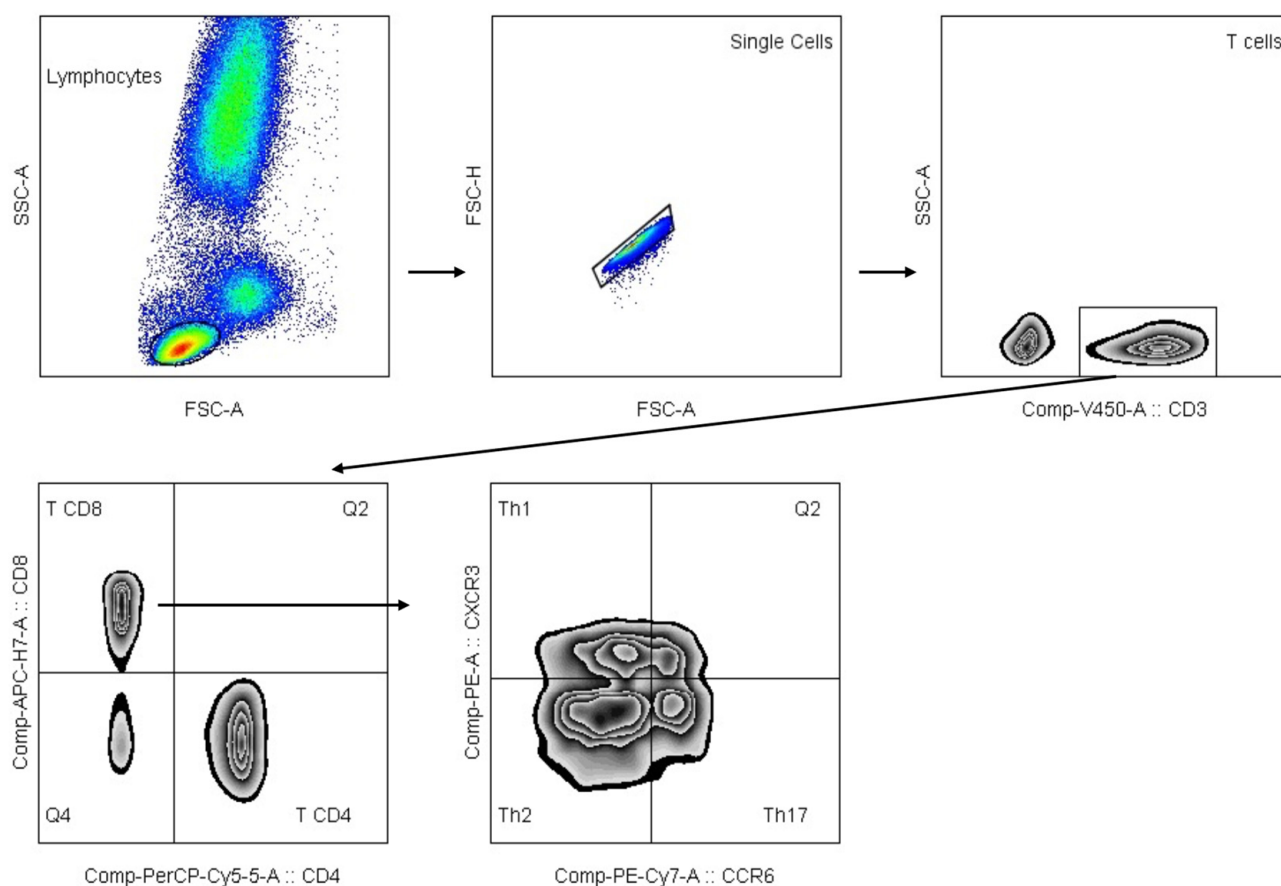 Lymphocytes
SSC-A
FSC-A
Single Cells
FSC-H
FSC-A
T cells
SSC-A
Comp-V450-A :: CD3
T CD8
Q2
Comp-APC-H7-A :: CD8
Q4
T CD4
Comp-PerCP-Cy5-5-A :: CD4
Th1
Q2
Comp-PE-A :: CXCR3
Th2
Th17
Comp-PE-Cy7-A :: CCR6